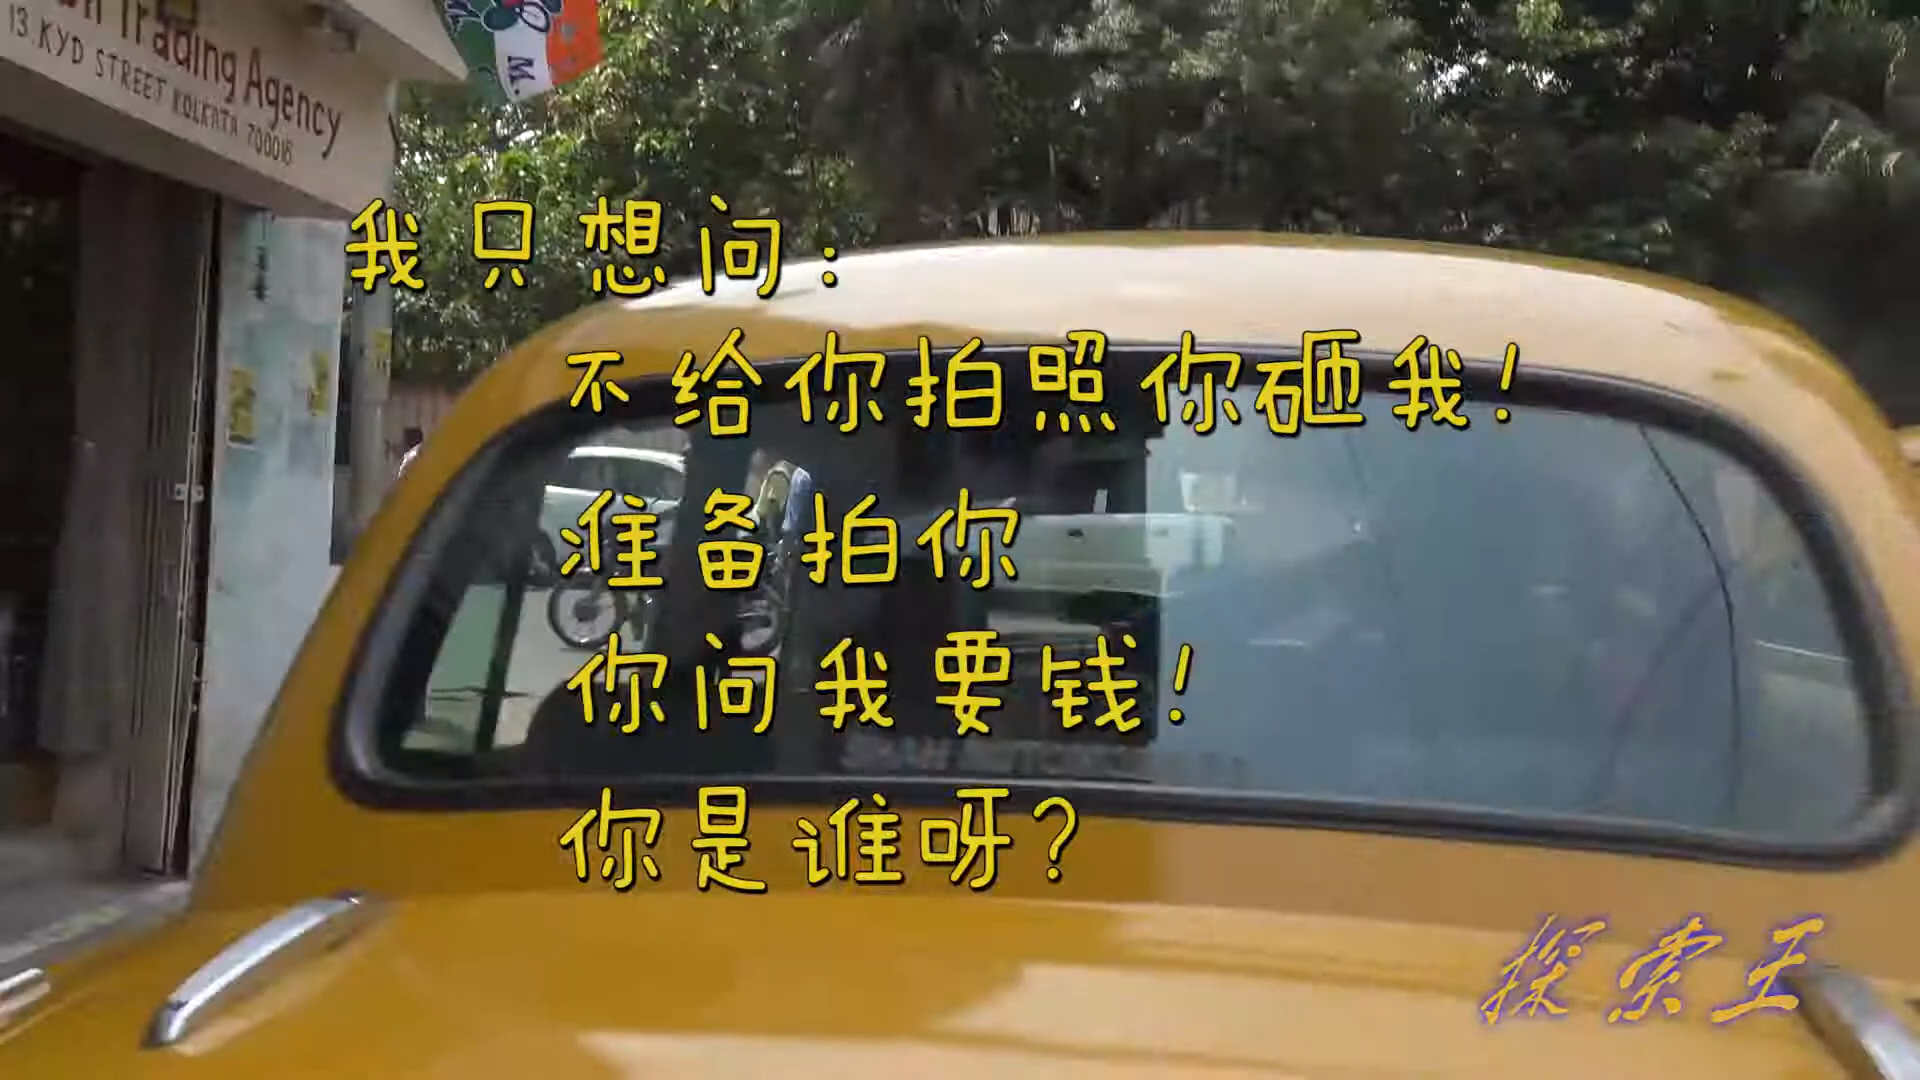 Trading Agency
13, KYD STREET KOLKATA 700016
M.
我只想问：
不给你拍照你砸我！
准备拍你
你问我要钱！
你是谁呀？
探索王